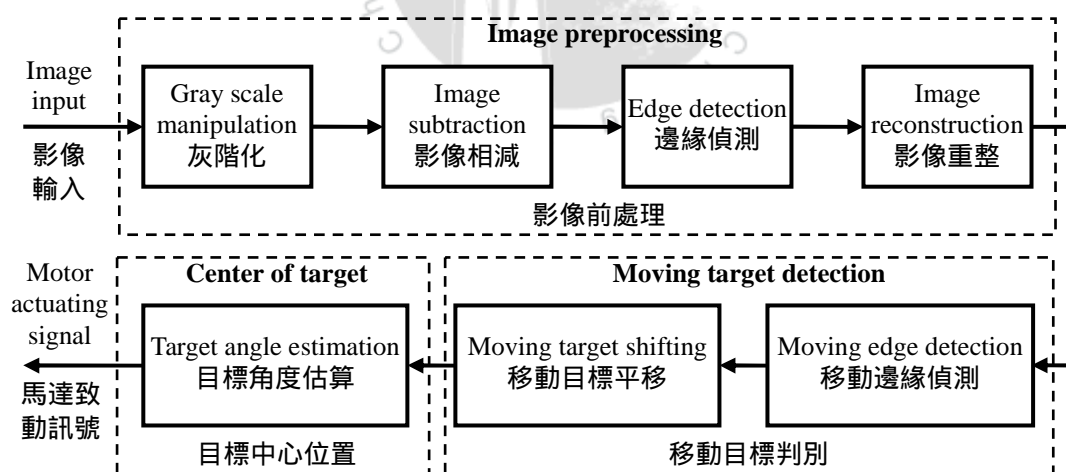 Image preprocessing
Image
input
影像
輸入
Gray scale
manipulation
灰階化
Image
subtraction
影像相減
Edge detection
邊緣偵測
Image
reconstruction
影像重整
影像前處理
Motor
actuating
signal
馬達致
動訊號
Center of target
Target angle estimation
目標角度估算
目標中心位置
Moving target detection
Moving target shifting
移動目標平移
Moving edge detection
移動邊緣偵測
移動目標判別